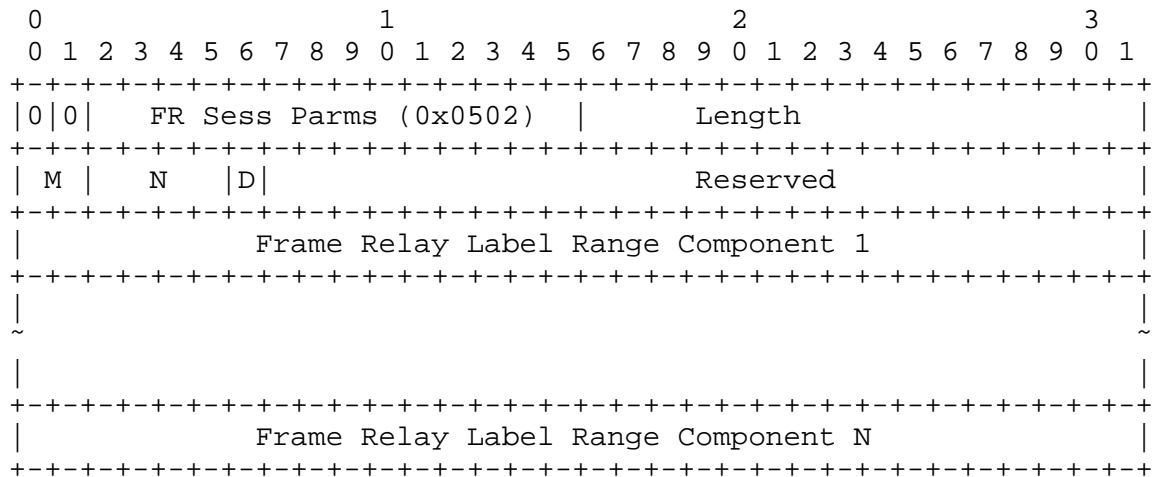 0                   1                   2                   3
 0 1 2 3 4 5 6 7 8 9 0 1 2 3 4 5 6 7 8 9 0 1 2 3 4 5 6 7 8 9 0 1
+-+-+-+-+-+-+-+-+-+-+-+-+-+-+-+-+-+-+-+-+-+-+-+-+-+-+-+-+-+-+-+-+
|0|0|   FR Sess Parms (0x0502)  |      Length                   |
+-+-+-+-+-+-+-+-+-+-+-+-+-+-+-+-+-+-+-+-+-+-+-+-+-+-+-+-+-+-+-+-+
| M |   N   |D|                        Reserved                 |
+-+-+-+-+-+-+-+-+-+-+-+-+-+-+-+-+-+-+-+-+-+-+-+-+-+-+-+-+-+-+-+-+
|             Frame Relay Label Range Component 1               |
+-+-+-+-+-+-+-+-+-+-+-+-+-+-+-+-+-+-+-+-+-+-+-+-+-+-+-+-+-+-+-+-+
|                                                               |
~                                                               ~
|                                                               |
+-+-+-+-+-+-+-+-+-+-+-+-+-+-+-+-+-+-+-+-+-+-+-+-+-+-+-+-+-+-+-+-+
|             Frame Relay Label Range Component N               |
+-+-+-+-+-+-+-+-+-+-+-+-+-+-+-+-+-+-+-+-+-+-+-+-+-+-+-+-+-+-+-+-+